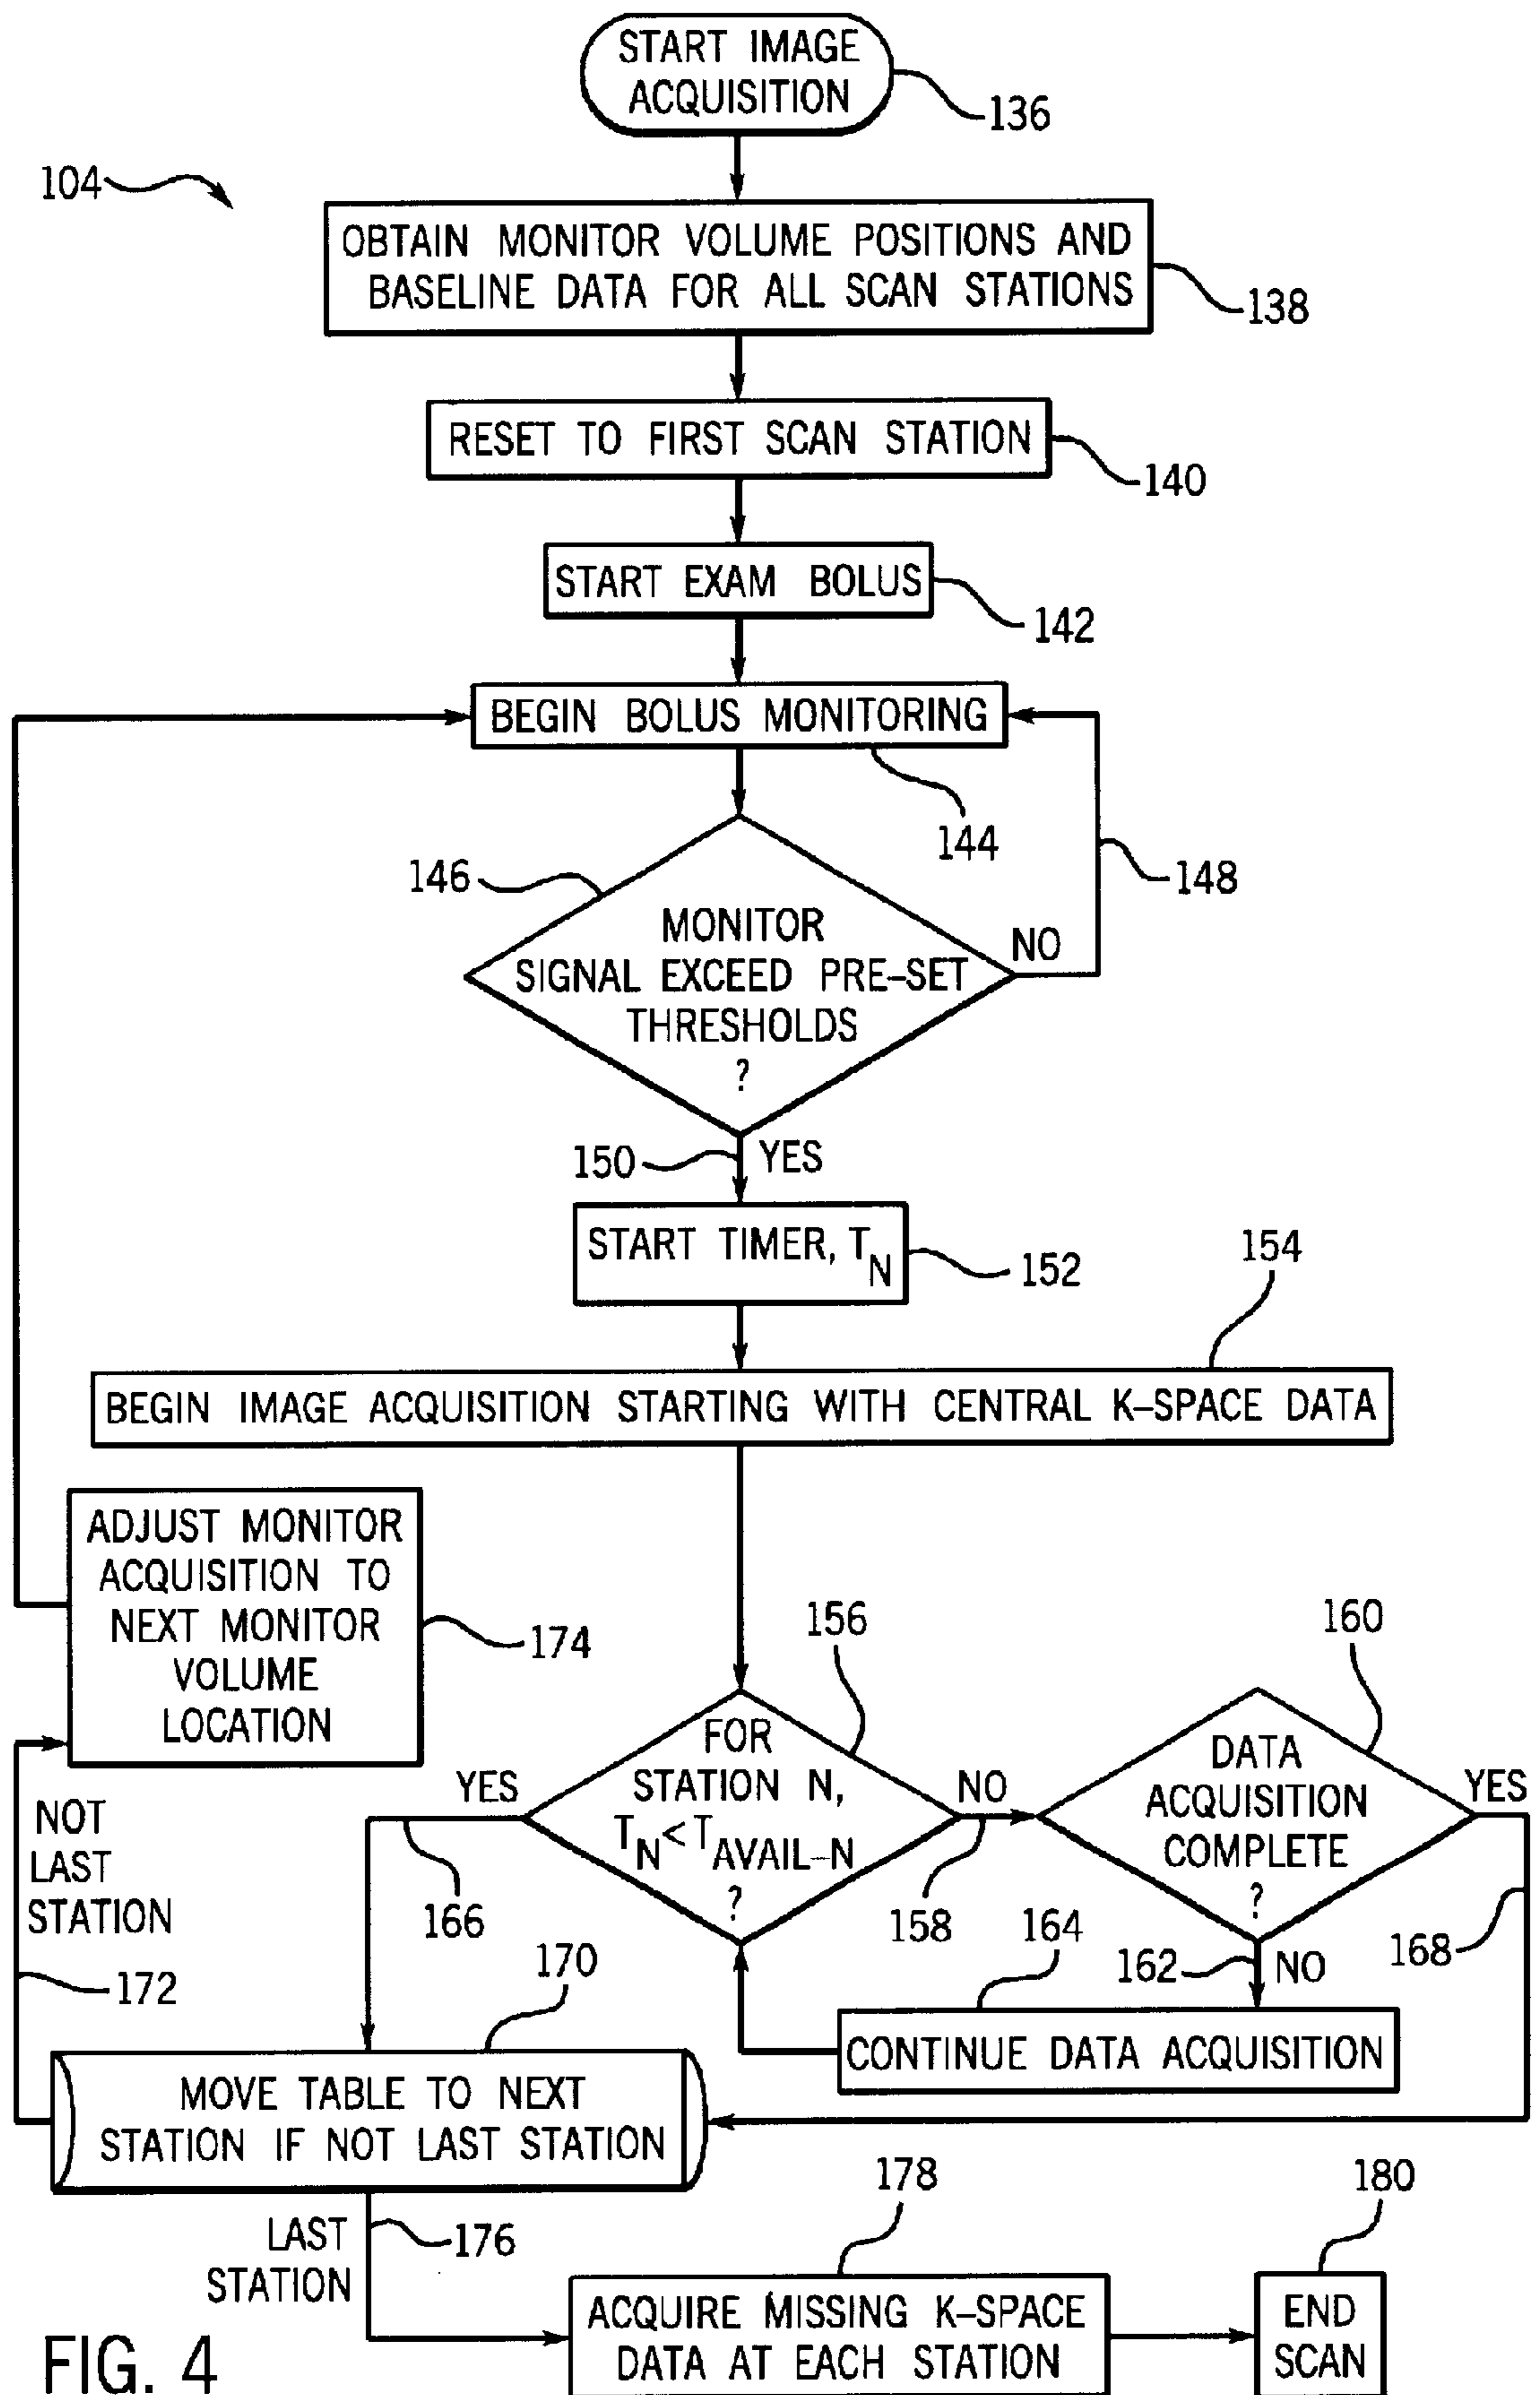 START IMAGE
ACQUISITION
136
104
OBTAIN MONITOR VOLUME POSITIONS AND
BASELINE DATA FOR ALL SCAN STATIONS
138
RESET TO FIRST SCAN STATION
140
START EXAM BOLUS
142
BEGIN BOLUS MONITORING
144
146
148
MONITOR
SIGNAL EXCEED PRE-SET
THRESHOLDS
?
NO
150
YES
START TIMER, TN
152
154
BEGIN IMAGE ACQUISITION STARTING WITH CENTRAL K-SPACE DATA
ADJUST MONITOR
ACQUISITION TO
NEXT MONITOR
VOLUME
LOCATION
174
156
160
FOR
STATION N,
TN<TAVAIL-N
?
YES
NO
DATA
ACQUISITION
COMPLETE
?
YES
NOT
LAST
STATION
166
158
164
162
NO
168
172
170
CONTINUE DATA ACQUISITION
MOVE TABLE TO NEXT
STATION IF NOT LAST STATION
178
180
LAST
STATION
176
ACQUIRE MISSING K-SPACE
DATA AT EACH STATION
END
SCAN
FIG. 4